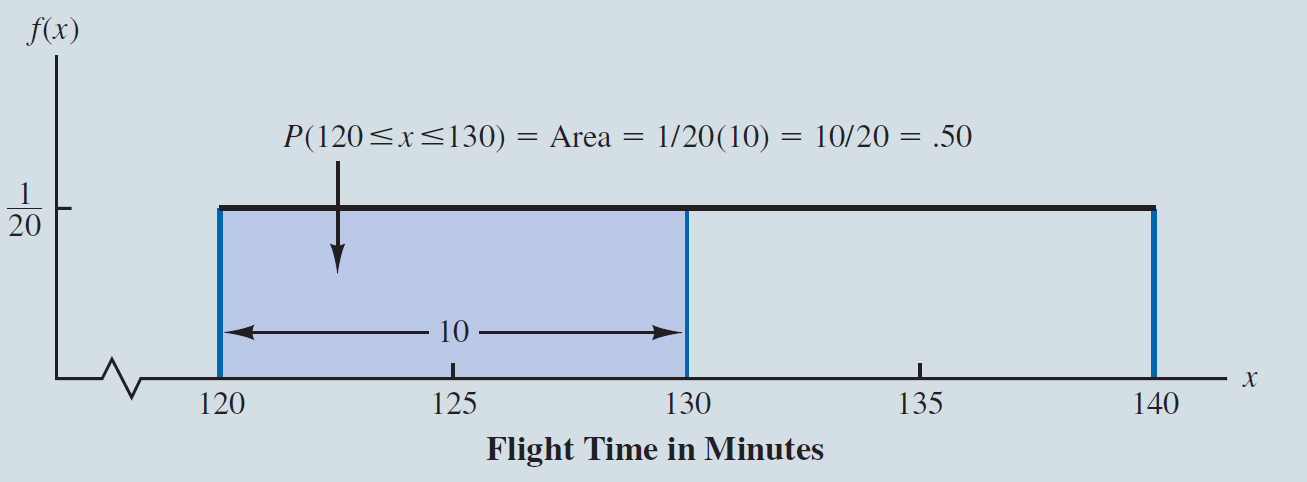 f(x)
P(120 ≤ x ≤ 130) = Area = 1/20(10) = 10/20 = .50
1
20
10
x
120
125
130
135
140
Flight Time in Minutes